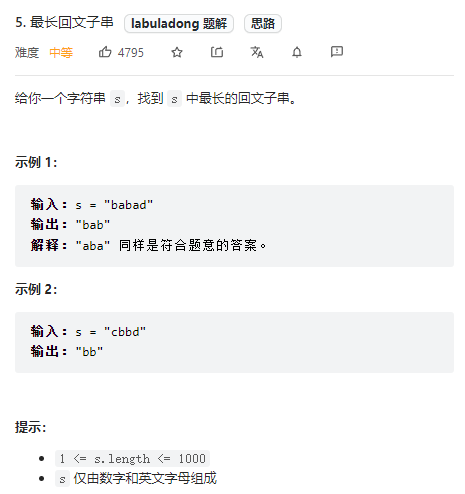 5. 最长回文子串 labuladong 题解 思路
难度 中等 4795
给你一个字符串 s，找到 s 中最长的回文子串。
示例 1：
输入：s = "babad"
输出："bab"
解释："aba" 同样是符合题意的答案。
示例 2：
输入：s = "cbbd"
输出："bb"
提示：
1 <= s.length <= 1000
s 仅由数字和英文字母组成